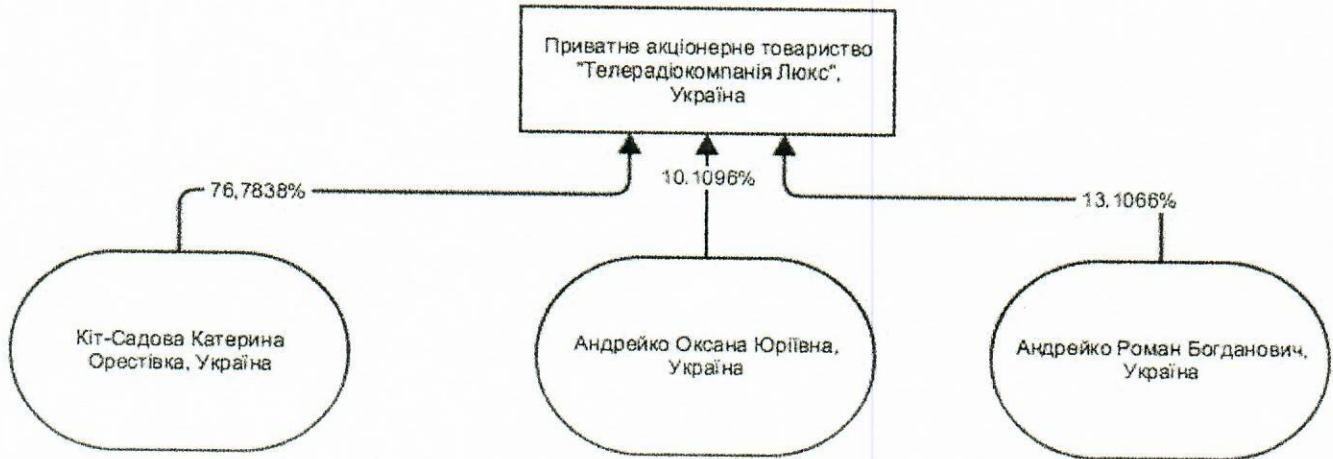 Приватне акціонерне товариство
"Телерадіокомпанія Люкс",
Україна
76,7838%
10.1096%
13.1066%
Кіт-Садова Катерина
Орестівка, Україна
Андрейко Оксана Юріївна,
Україна
Андрейко Роман Богданович,
Україна